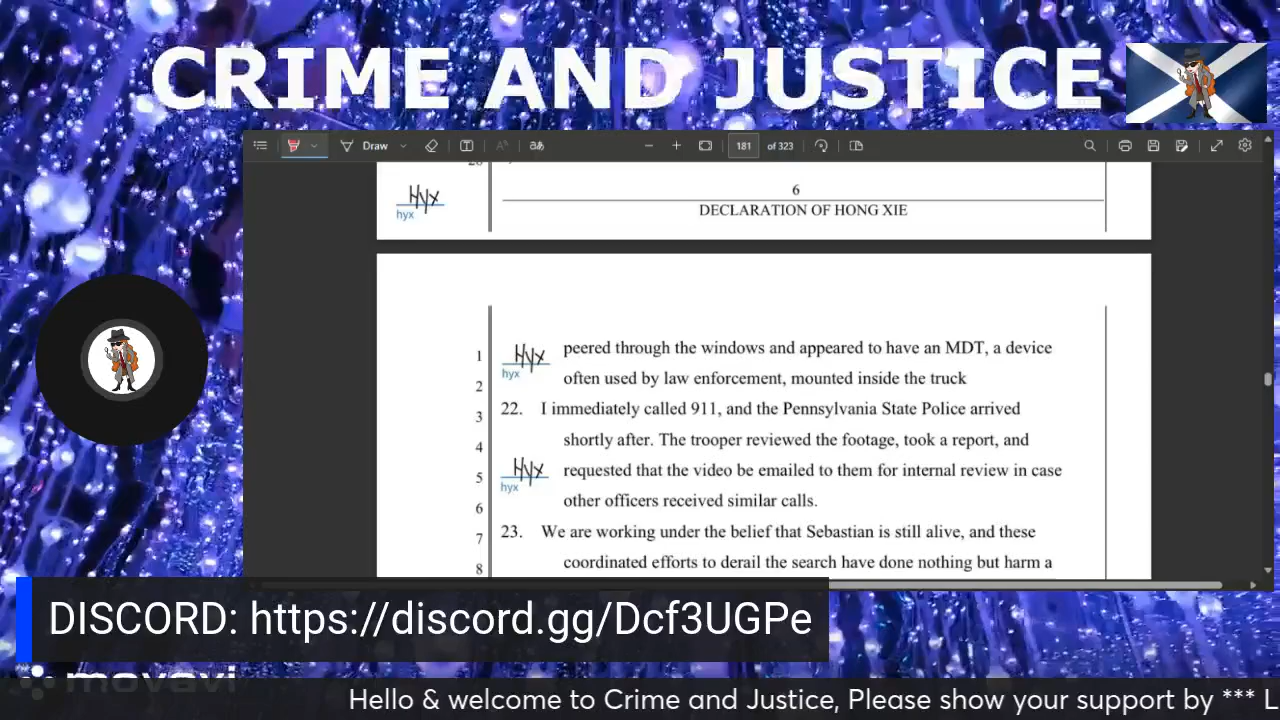 CRIME AND JUSTICE
Draw
181 of 323
Hyx
hyx
6
DECLARATION OF HONG XIE
1 Hyx peered through the windows and appeared to have an MDT, a device
hyx
2 often used by law enforcement, mounted inside the truck
3 22. I immediately called 911, and the Pennsylvania State Police arrived
4 shortly after. The trooper reviewed the footage, took a report, and
5 Hyx requested that the video be emailed to them for internal review in case
hyx
6 other officers received similar calls.
7 23. We are working under the belief that Sebastian is still alive, and these
8 coordinated efforts to derail the search have done nothing but harm a
DISCORD: https://discord.gg/Dcf3UGPe
movavi
Hello & welcome to Crime and Justice, Please show your support by *** L